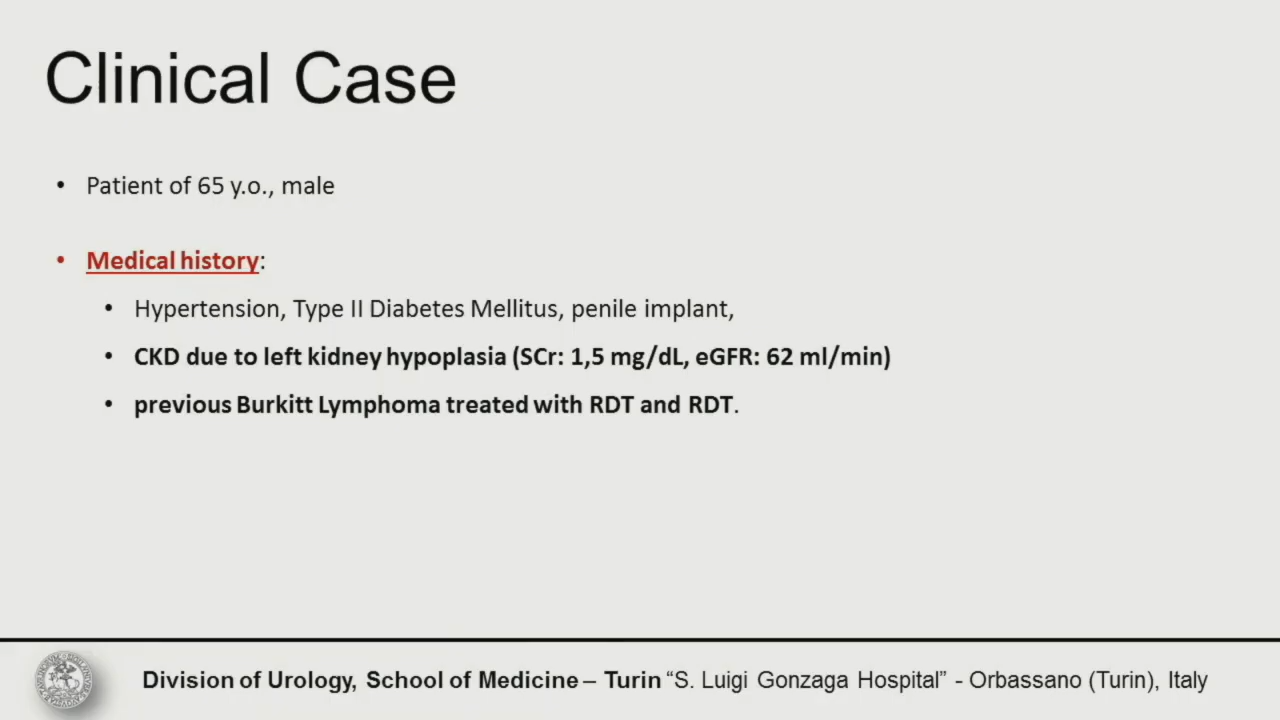 Clinical Case
• Patient of 65 y.o., male
• Medical history:
• Hypertension, Type II Diabetes Mellitus, penile implant,
• CKD due to left kidney hypoplasia (SCr: 1,5 mg/dL, eGFR: 62 ml/min)
• previous Burkitt Lymphoma treated with RDT and RDT.
Division of Urology, School of Medicine – Turin “S. Luigi Gonzaga Hospital” - Orbassano (Turin), Italy